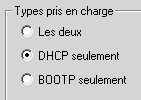 Types pris en charge
Les deux
DHCP seulement
BOOTP seulement